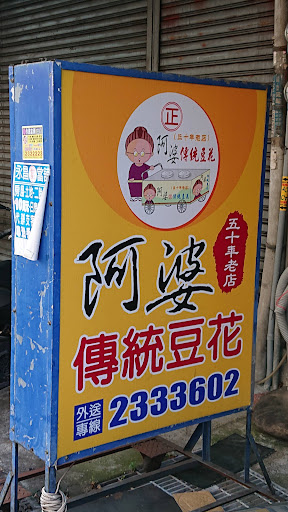 正
(五十年老店)
阿婆傳統豆花
阿婆
五十年老店
傳統豆花
外送專線
2333602